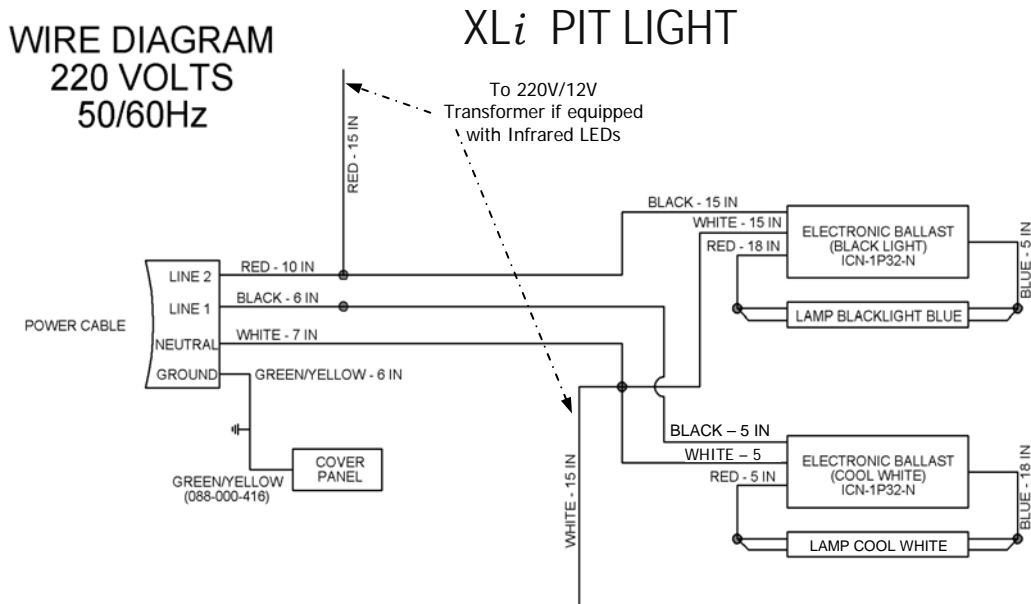 XLi PIT LIGHT
WIRE DIAGRAM
220 VOLTS
50/60Hz
To 220V/12V
Transformer if equipped
with Infrared LEDs
RED - 15 IN
BLACK - 15 IN
WHITE - 15 IN
RED - 18 IN
ELECTRONIC BALLAST
(BLACK LIGHT)
ICN-1P32-N
BLUE - 5 IN
LAMP BLACKLIGHT BLUE
POWER CABLE
LINE 2
RED - 10 IN
LINE 1
BLACK - 6 IN
NEUTRAL
WHITE - 7 IN
GROUND
GREEN/YELLOW - 6 IN
COVER
PANEL
GREEN/YELLOW
(088-000-416)
WHITE - 15 IN
BLACK – 5 IN
WHITE – 5
RED - 5 IN
ELECTRONIC BALLAST
(COOL WHITE)
ICN-1P32-N
BLUE - 18 IN
LAMP COOL WHITE